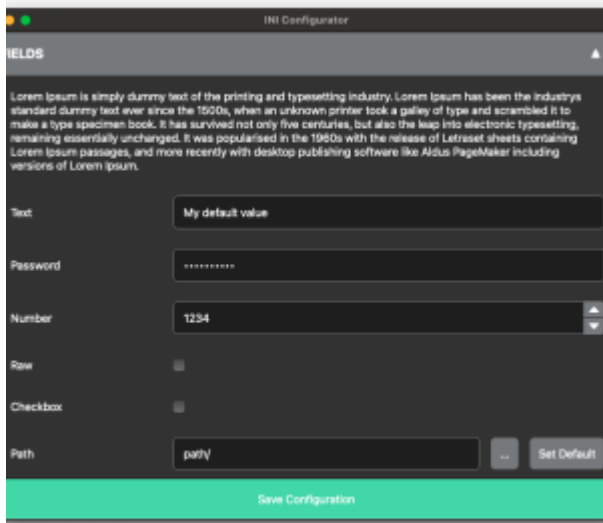 INI Configurator
IELDS
Lorem Ipsum is simply dummy text of the printing and typesetting industry. Lorem Ipsum has been the industrys
standard dummy text ever since the 1500s, when an unknown printer took a galley of type and scrambled it to
make a type specimen book. It has survived not only five centuries, but also the leap into electronic typesetting,
remaining essentially unchanged. It was popularised in the 1960s with the release of Letraset sheets containing
Lorem Ipsum passages, and more recently with desktop publishing software like Aldus PageMaker including
versions of Lorem Ipsum.
Text My default value
Password ••••••••••
Number 1234
Raw
Checkbox
Path path/ ... Set Default
Save Configuration